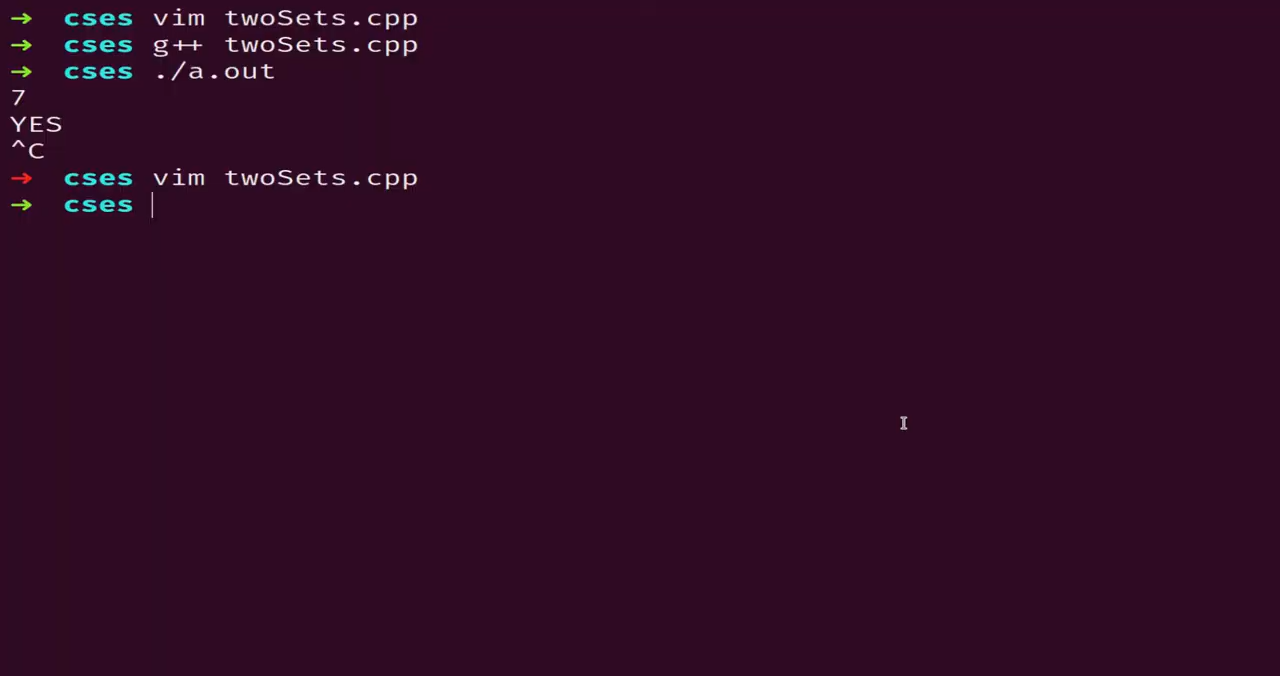 → cses vim twoSets.cpp
→ cses g++ twoSets.cpp
→ cses ./a.out
7
YES
^C
→ cses vim twoSets.cpp
→ cses